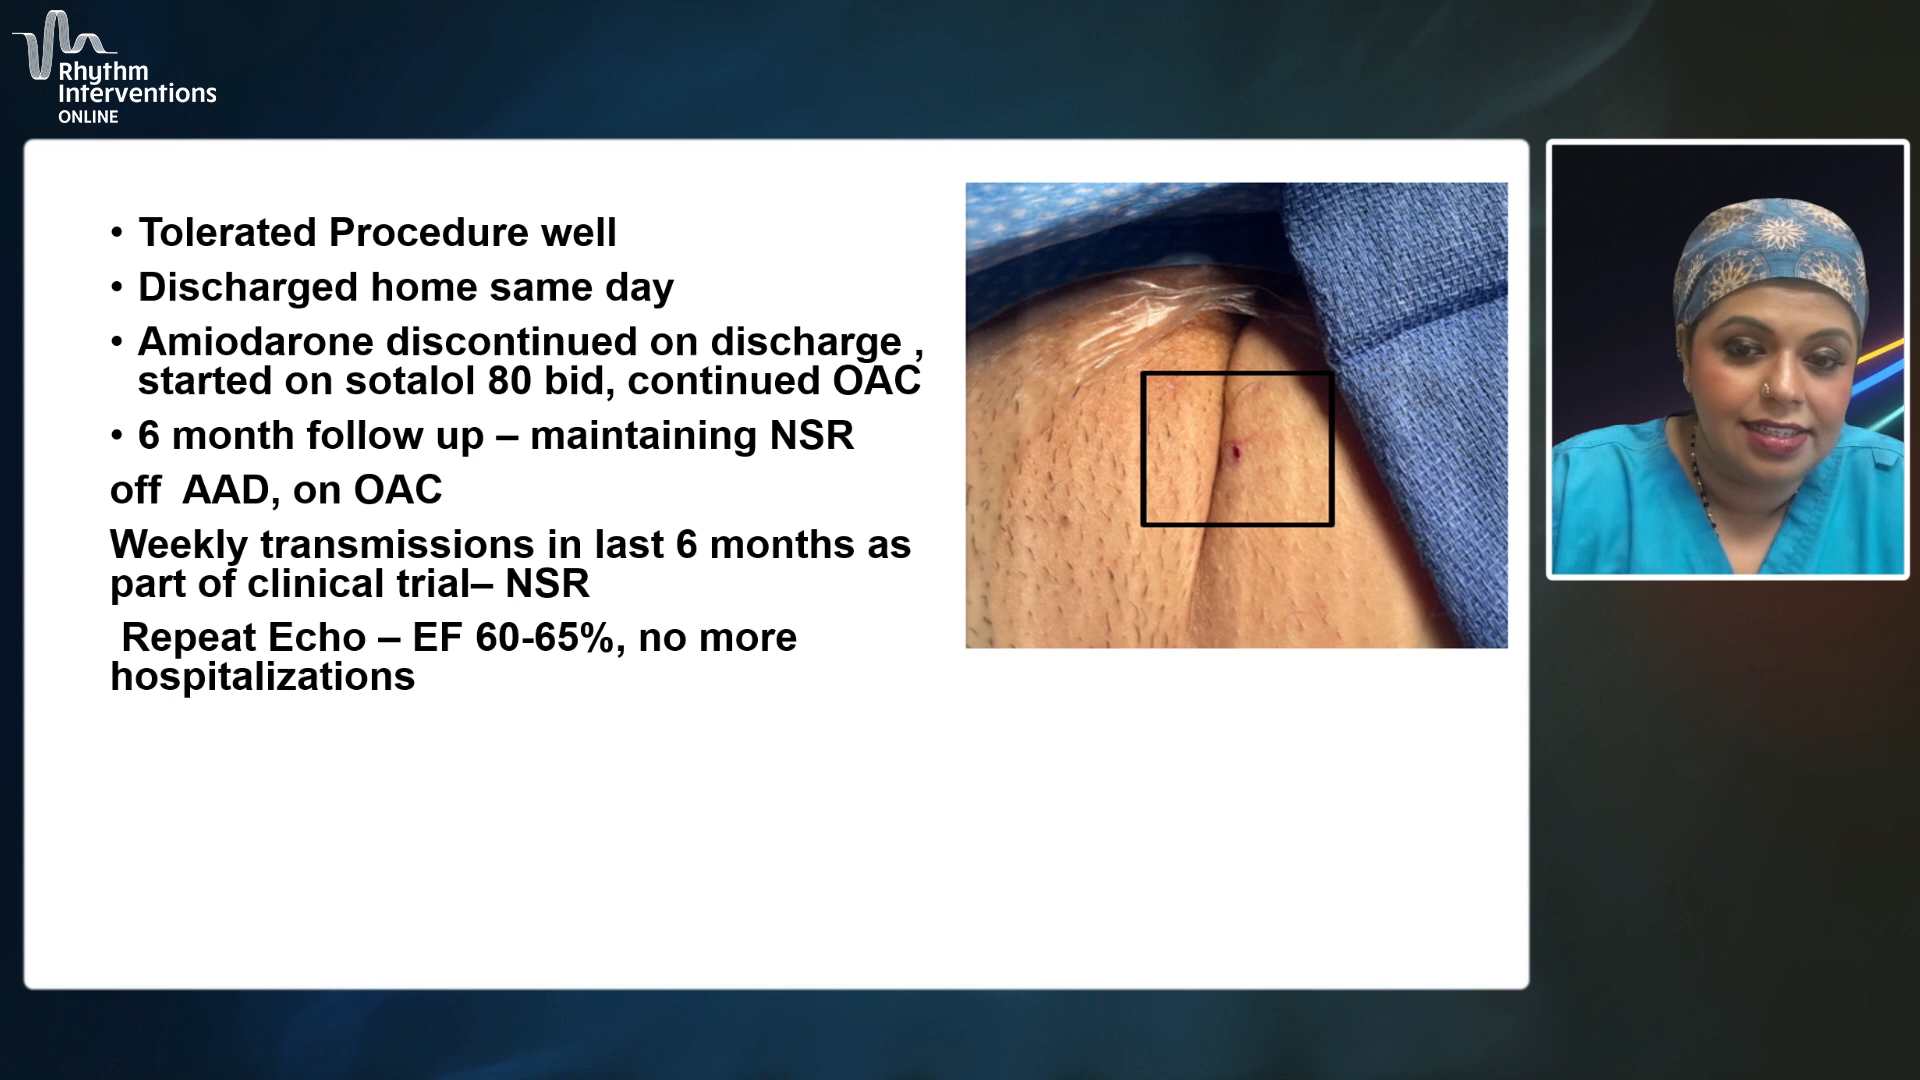 Rhythm
Interventions
ONLINE
• Tolerated Procedure well
• Discharged home same day
• Amiodarone discontinued on discharge ,
started on sotalol 80 bid, continued OAC
• 6 month follow up – maintaining NSR
off AAD, on OAC
Weekly transmissions in last 6 months as
part of clinical trial– NSR
Repeat Echo – EF 60-65%, no more
hospitalizations